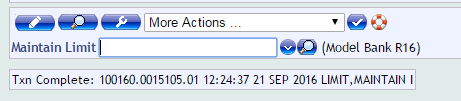 More Actions ...
Maintain Limit (Model Bank R16)
Txn Complete: 100160.0015105.01 12:24:37 21 SEP 2016 LIMIT,MAINTAIN I